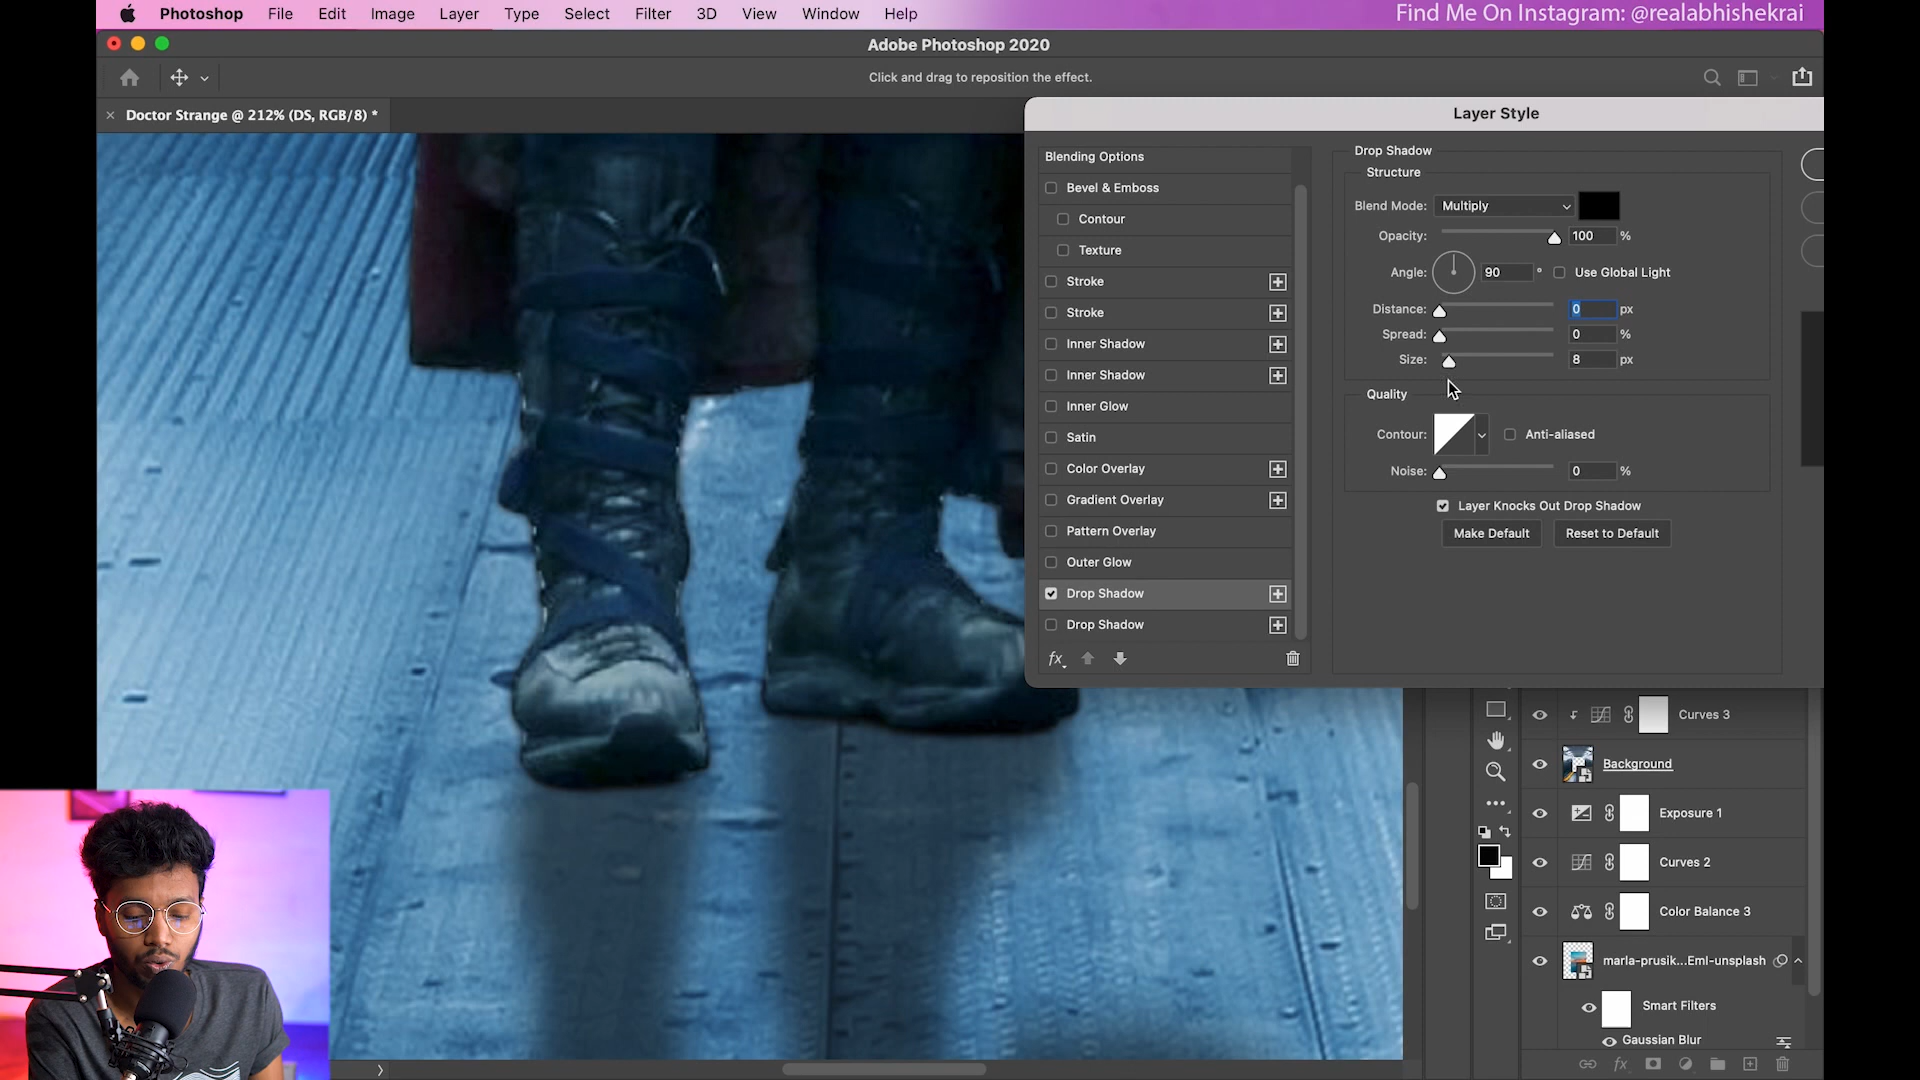 Photoshop File Edit Image Layer Type Select Filter 3D View Window Help
Find Me On Instagram: @realabhishekrai
Adobe Photoshop 2020
Click and drag to reposition the effect.
× Doctor Strange @ 212% (DS, RGB/8) *
Layer Style
Blending Options
Bevel & Emboss
Contour
Texture
Stroke
Stroke
Inner Shadow
Inner Shadow
Inner Glow
Satin
Color Overlay
Gradient Overlay
Pattern Overlay
Outer Glow
Drop Shadow
Drop Shadow
fx
Drop Shadow
Structure
Blend Mode: Multiply
Opacity: 100 %
Angle: 90 ° Use Global Light
Distance: 0 px
Spread: 0 %
Size: 8 px
Quality
Contour: Anti-aliased
Noise: 0 %
Layer Knocks Out Drop Shadow
Make Default Reset to Default
Curves 3
Background
Exposure 1
Curves 2
Color Balance 3
marla-prusik...EmI-unsplash
Smart Filters
Gaussian Blur
fx